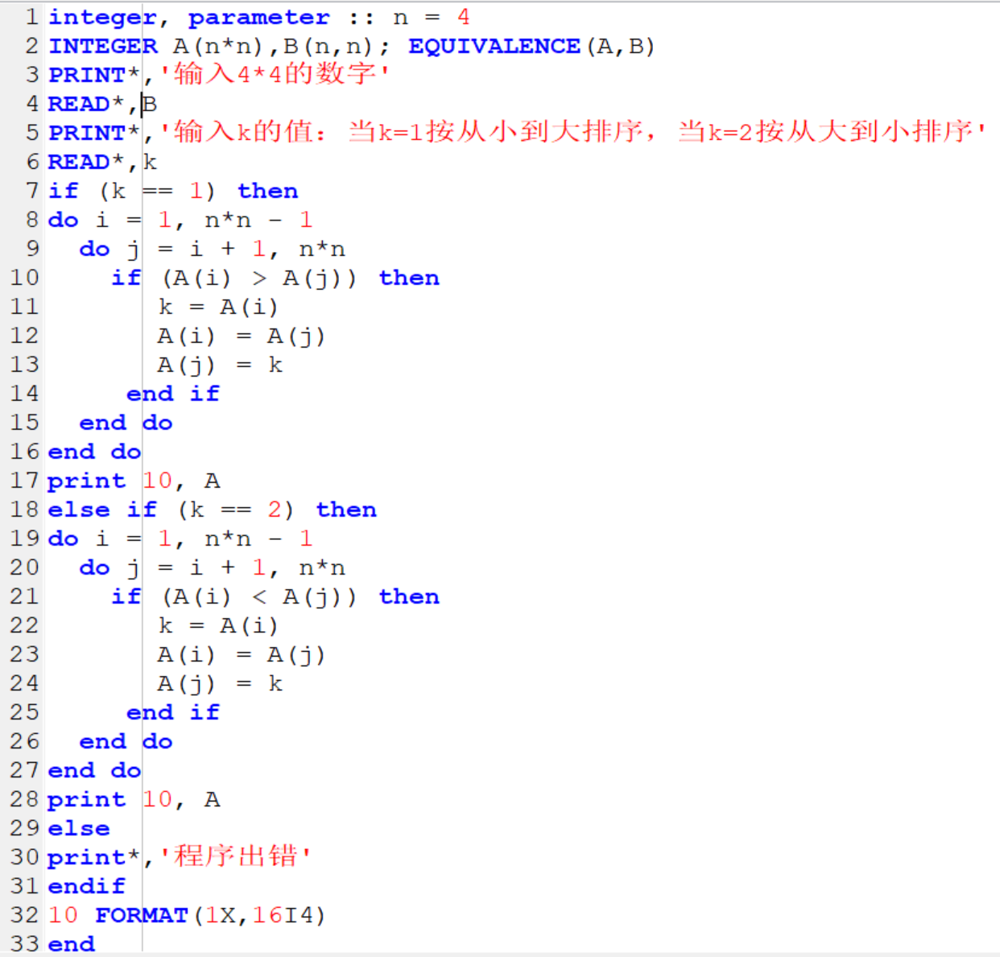 1 integer, parameter :: n = 4
2 INTEGER A(n*n),B(n,n); EQUIVALENCE(A,B)
3 PRINT*,'输入4*4的数字'
4 READ*,B
5 PRINT*,'输入k的值：当k=1按从小到大排序，当k=2按从大到小排序'
6 READ*,k
7 if (k == 1) then
8 do i = 1, n*n - 1
9   do j = i + 1, n*n
10     if (A(i) > A(j)) then
11        k = A(i)
12        A(i) = A(j)
13        A(j) = k
14      end if
15   end do
16 end do
17 print 10, A
18 else if (k == 2) then
19 do i = 1, n*n - 1
20   do j = i + 1, n*n
21     if (A(i) < A(j)) then
22        k = A(i)
23        A(i) = A(j)
24        A(j) = k
25      end if
26   end do
27 end do
28 print 10, A
29 else
30 print*,'程序出错'
31 endif
32 10 FORMAT(1X,16I4)
33 end